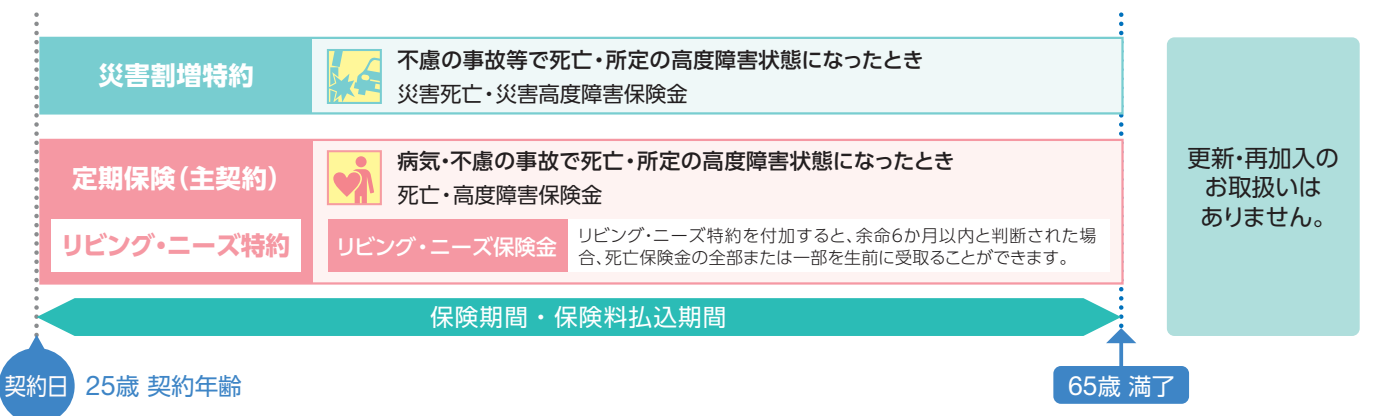 災害割増特約
不慮の事故等で死亡・所定の高度障害状態になったとき
災害死亡・災害高度障害保険金
定期保険（主契約）
病気・不慮の事故で死亡・所定の高度障害状態になったとき
死亡・高度障害保険金
リビング・ニーズ特約
リビング・ニーズ保険金
リビング・ニーズ特約を付加すると、余命6か月以内と判断された場
合、死亡保険金の全部または一部を生前に受取ることができます。
更新・再加入の
お取扱いは
ありません。
保険期間・保険料払込期間
契約日
25歳 契約年齢
65歳 満了